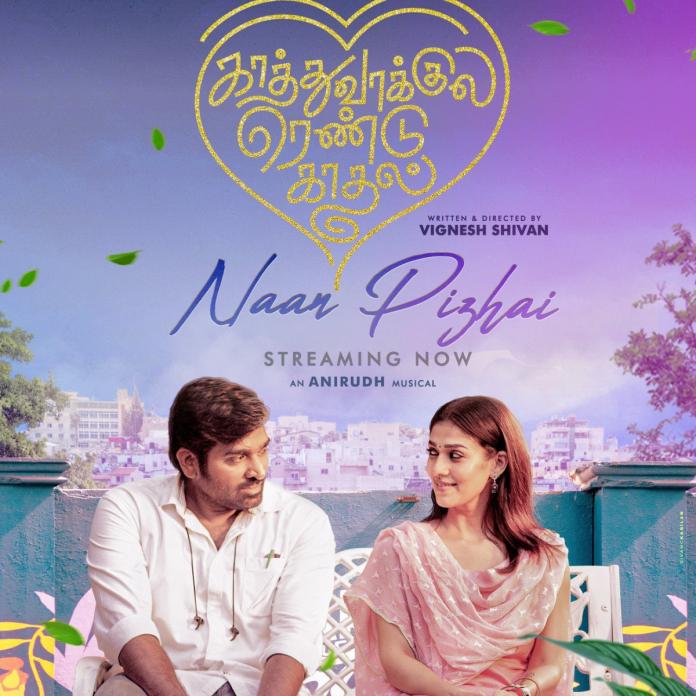 காத்துவாக்குல
ரெண்டு
காதல்
WRITTEN & DIRECTED BY
VIGNESH SHIVAN
Naan Pizhai
STREAMING NOW
AN ANIRUDH MUSICAL